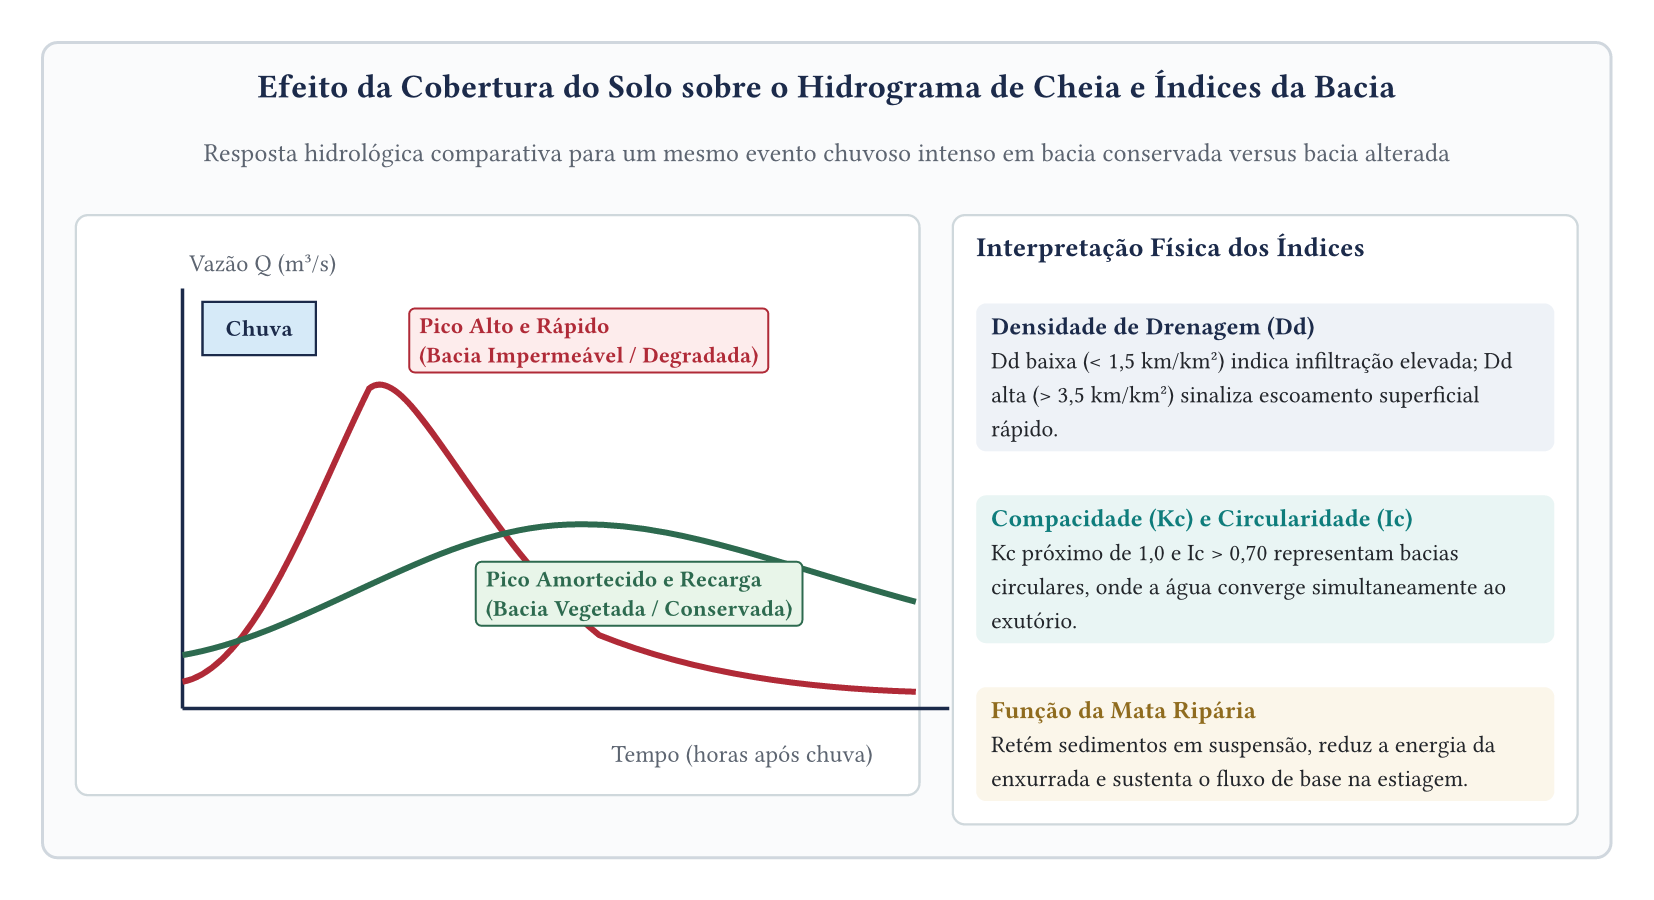 Efeito da Cobertura do Solo sobre o Hidrograma de Cheia e Índices da Bacia
Resposta hidrológica comparativa para um mesmo evento chuvoso intenso em bacia conservada versus bacia alterada
Vazão Q (m³/s)
Chuva
Pico Alto e Rápido
(Bacia Impermeável / Degradada)
Pico Amortecido e Recarga
(Bacia Vegetada / Conservada)
Tempo (horas após chuva)
Interpretação Física dos Índices
Densidade de Drenagem (Dd)
Dd baixa (< 1,5 km/km²) indica infiltração elevada; Dd
alta (> 3,5 km/km²) sinaliza escoamento superficial
rápido.
Compacidade (Kc) e Circularidade (Ic)
Kc próximo de 1,0 e Ic > 0,70 representam bacias
circulares, onde a água converge simultaneamente ao
exutório.
Função da Mata Ripária
Retém sedimentos em suspensão, reduz a energia da
enxurrada e sustenta o fluxo de base na estiagem.